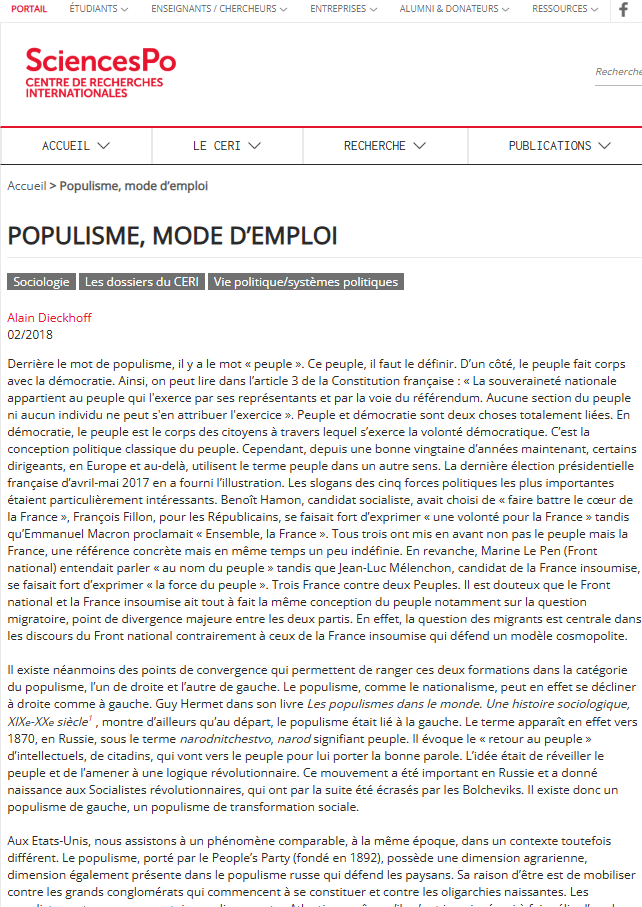 PORTAIL ÉTUDIANTS ENSEIGNANTS / CHERCHEURS ENTREPRISES ALUMNI & DONATEURS RESSOURCES
SciencesPo
CENTRE DE RECHERCHES
INTERNATIONALES
Recherche
ACCUEIL LE CERI RECHERCHE PUBLICATIONS
Accueil > Populisme, mode d'emploi
POPULISME, MODE D'EMPLOI
Sociologie Les dossiers du CERI Vie politique/systèmes politiques
Alain Dieckhoff
02/2018
Derrière le mot de populisme, il y a le mot « peuple ». Ce peuple, il faut le définir. D'un côté, le peuple fait corps
avec la démocratie. Ainsi, on peut lire dans l'article 3 de la Constitution française : « La souveraineté nationale
appartient au peuple qui l'exerce par ses représentants et par la voie du référendum. Aucune section du peuple
ni aucun individu ne peut s'en attribuer l'exercice ». Peuple et démocratie sont deux choses totalement liées. En
démocratie, le peuple est le corps des citoyens à travers lequel s'exerce la volonté démocratique. C'est la
conception politique classique du peuple. Cependant, depuis une bonne vingtaine d'années maintenant, certains
dirigeants, en Europe et au-delà, utilisent le terme peuple dans un autre sens. La dernière élection présidentielle
française d'avril-mai 2017 en a fourni l'illustration. Les slogans des cinq forces politiques les plus importantes
étaient particulièrement intéressants. Benoît Hamon, candidat socialiste, avait choisi de « faire battre le cœur de
la France », François Fillon, pour les Républicains, se faisait fort d'exprimer « une volonté pour la France » tandis
qu'Emmanuel Macron proclamait « Ensemble, la France ». Tous trois ont mis en avant non pas le peuple mais la
France, une référence concrète mais en même temps un peu indéfinie. En revanche, Marine Le Pen (Front
national) entendait parler « au nom du peuple » tandis que Jean-Luc Mélenchon, candidat de la France insoumise,
se faisait fort d'exprimer « la force du peuple ». Trois France contre deux Peuples. Il est douteux que le Front
national et la France insoumise ait tout à fait la même conception du peuple notamment sur la question
migratoire, point de divergence majeure entre les deux partis. En effet, la question des migrants est centrale dans
les discours du Front national contrairement à ceux de la France insoumise qui défend un modèle cosmopolite.
Il existe néanmoins des points de convergence qui permettent de ranger ces deux formations dans la catégorie
du populisme, l'un de droite et l'autre de gauche. Le populisme, comme le nationalisme, peut en effet se décliner
à droite comme à gauche. Guy Hermet dans son livre Les populismes dans le monde. Une histoire sociologique,
XIXe-XXe siècle1 , montre d'ailleurs qu'au départ, le populisme était lié à la gauche. Le terme apparaît en effet vers
1870, en Russie, sous le terme narodnitchestvo, narod signifiant peuple. Il évoque le « retour au peuple »
d'intellectuels, de citadins, qui vont vers le peuple pour lui porter la bonne parole. L'idée était de réveiller le
peuple et de l'amener à une logique révolutionnaire. Ce mouvement a été important en Russie et a donné
naissance aux Socialistes révolutionnaires, qui ont par la suite été écrasés par les Bolcheviks. Il existe donc un
populisme de gauche, un populisme de transformation sociale.
Aux Etats-Unis, nous assistons à un phénomène comparable, à la même époque, dans un contexte toutefois
différent. Le populisme, porté par le People's Party (fondé en 1892), possède une dimension agrarienne,
dimension également présente dans le populisme russe qui défend les paysans. Sa raison d'être est de mobiliser
contre les grands conglomérats qui commencent à se constituer et contre les oligarchies naissantes. Les